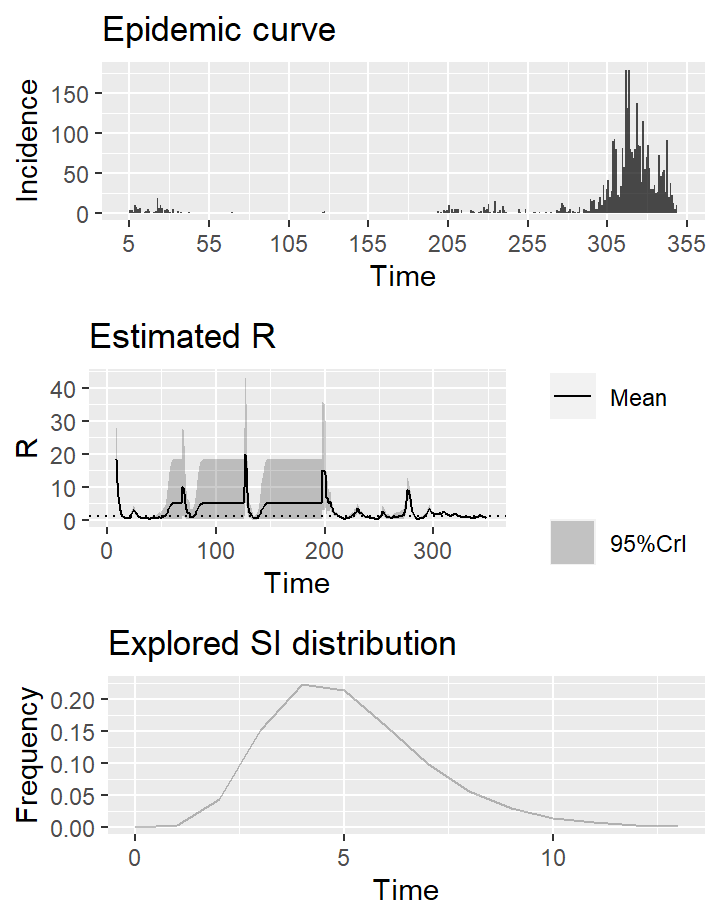 Epidemic curve
Incidence
150
100
50
0
5 55 105 155 205 255 305 355
Time
Estimated R
R
40
30
20
10
0
0 100 200 300
Time
Mean
95%CrI
Explored SI distribution
Frequency
0.20
0.15
0.10
0.05
0.00
0 5 10
Time